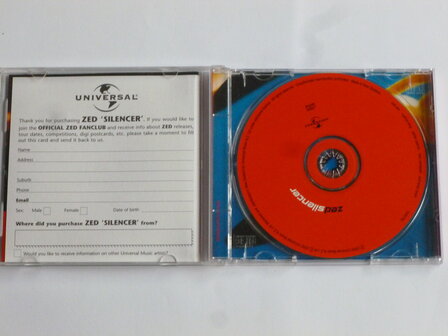 UNIVERSAL
Thank you for purchasing ZED 'SILENCER'. If you would like to
join the OFFICIAL ZED FANCLUB and receive info about ZED releases,
tour dates, competitions, digi postcards, etc. please take a moment to fill
out this card and send it back to us.
Name
Address
Suburb
Phone
Email
Sex: Male Female Date of birth
Where did you purchase ZED 'SILENCER' from?
Would you like to receive information on other Universal Music artists?
zedsilencer